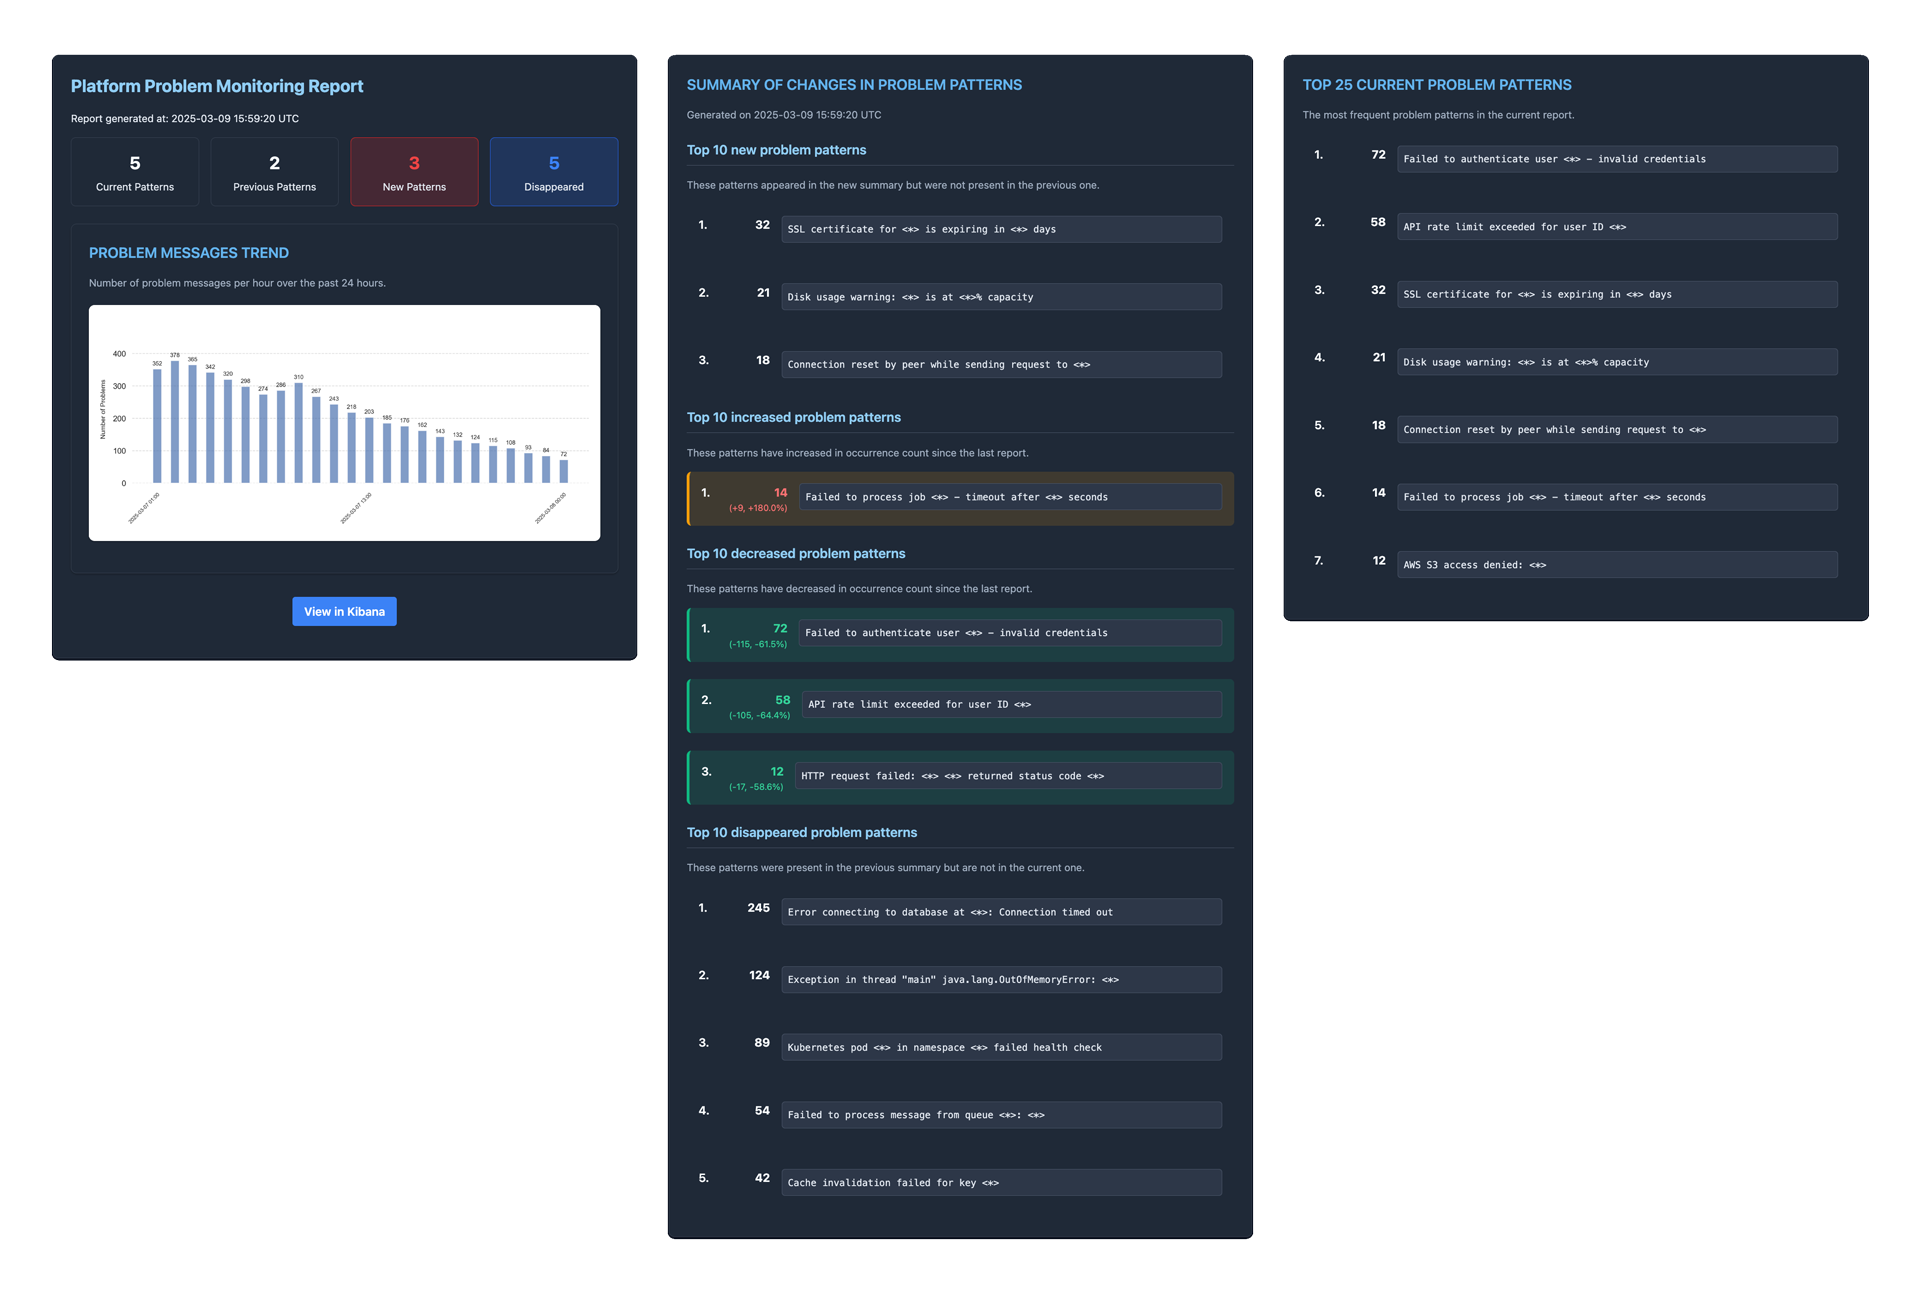 Platform Problem Monitoring Report
Report generated at: 2025-03-09 15:59:20 UTC
5
Current Patterns
2
Previous Patterns
3
New Patterns
5
Disappeared
PROBLEM MESSAGES TREND
Number of problem messages per hour over the past 24 hours.
Number of Problems
400
300
200
100
0
352
378
365
342
320
298
274
286
310
267
243
218
203
185
176
162
143
132
124
115
108
93
84
72
2025-03-07 01:00
2025-03-07 13:00
2025-03-08 00:00
View in Kibana
SUMMARY OF CHANGES IN PROBLEM PATTERNS
Generated on 2025-03-09 15:59:20 UTC
Top 10 new problem patterns
These patterns appeared in the new summary but were not present in the previous one.
1. 32 SSL certificate for <*> is expiring in <*> days
2. 21 Disk usage warning: <*> is at <*>% capacity
3. 18 Connection reset by peer while sending request to <*>
Top 10 increased problem patterns
These patterns have increased in occurrence count since the last report.
1. 14 Failed to process job <*> – timeout after <*> seconds
(+9, +180.0%)
Top 10 decreased problem patterns
These patterns have decreased in occurrence count since the last report.
1. 72 Failed to authenticate user <*> – invalid credentials
(-115, -61.5%)
2. 58 API rate limit exceeded for user ID <*>
(-105, -64.4%)
3. 12 HTTP request failed: <*> <*> returned status code <*>
(-17, -58.6%)
Top 10 disappeared problem patterns
These patterns were present in the previous summary but are not in the current one.
1. 245 Error connecting to database at <*>: Connection timed out
2. 124 Exception in thread "main" java.lang.OutOfMemoryError: <*>
3. 89 Kubernetes pod <*> in namespace <*> failed health check
4. 54 Failed to process message from queue <*>: <*>
5. 42 Cache invalidation failed for key <*>
TOP 25 CURRENT PROBLEM PATTERNS
The most frequent problem patterns in the current report.
1. 72 Failed to authenticate user <*> – invalid credentials
2. 58 API rate limit exceeded for user ID <*>
3. 32 SSL certificate for <*> is expiring in <*> days
4. 21 Disk usage warning: <*> is at <*>% capacity
5. 18 Connection reset by peer while sending request to <*>
6. 14 Failed to process job <*> – timeout after <*> seconds
7. 12 AWS S3 access denied: <*>